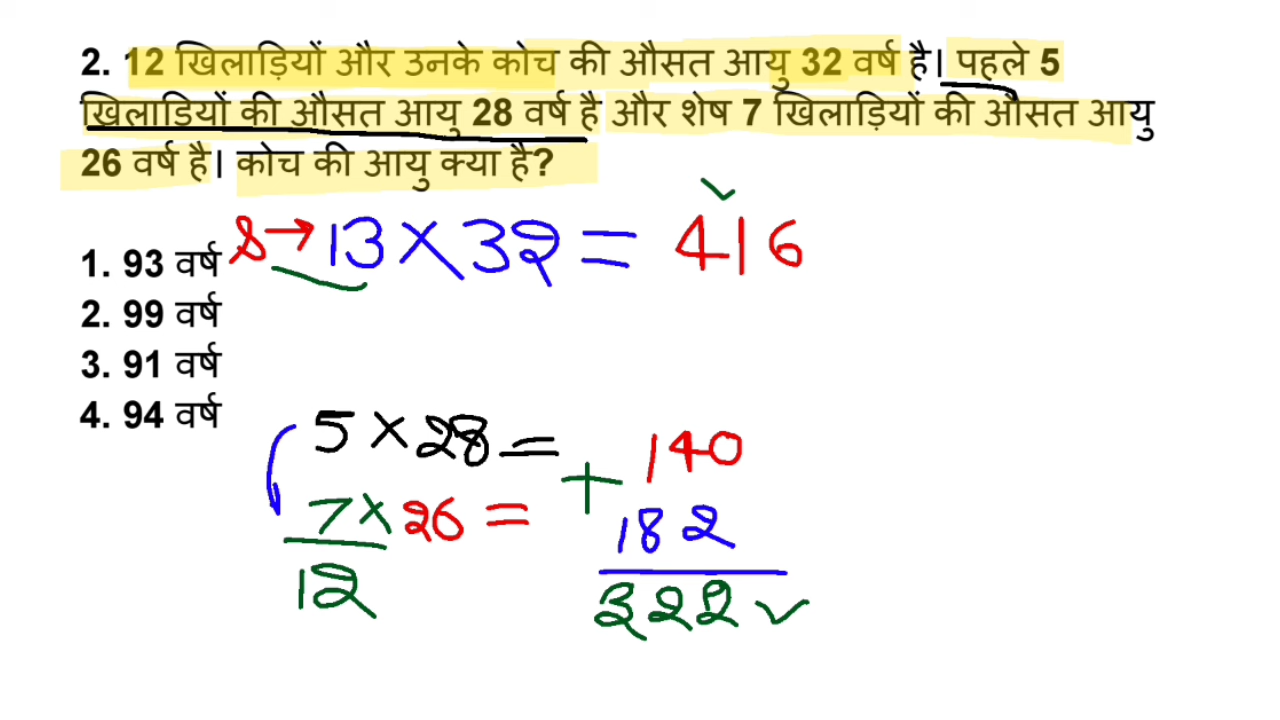 2. 12 खिलाड़ियों और उनके कोच की औसत आयु 32 वर्ष है। पहले 5
खिलाडियों की औसत आयु 28 वर्ष है और शेष 7 खिलाड़ियों की औसत आयु
26 वर्ष है। कोच की आयु क्या है?
8→13×32= 416
1. 93 वर्ष
2. 99 वर्ष
3. 91 वर्ष
4. 94 वर्ष
5×28= 140
7×26= + 182
12 322